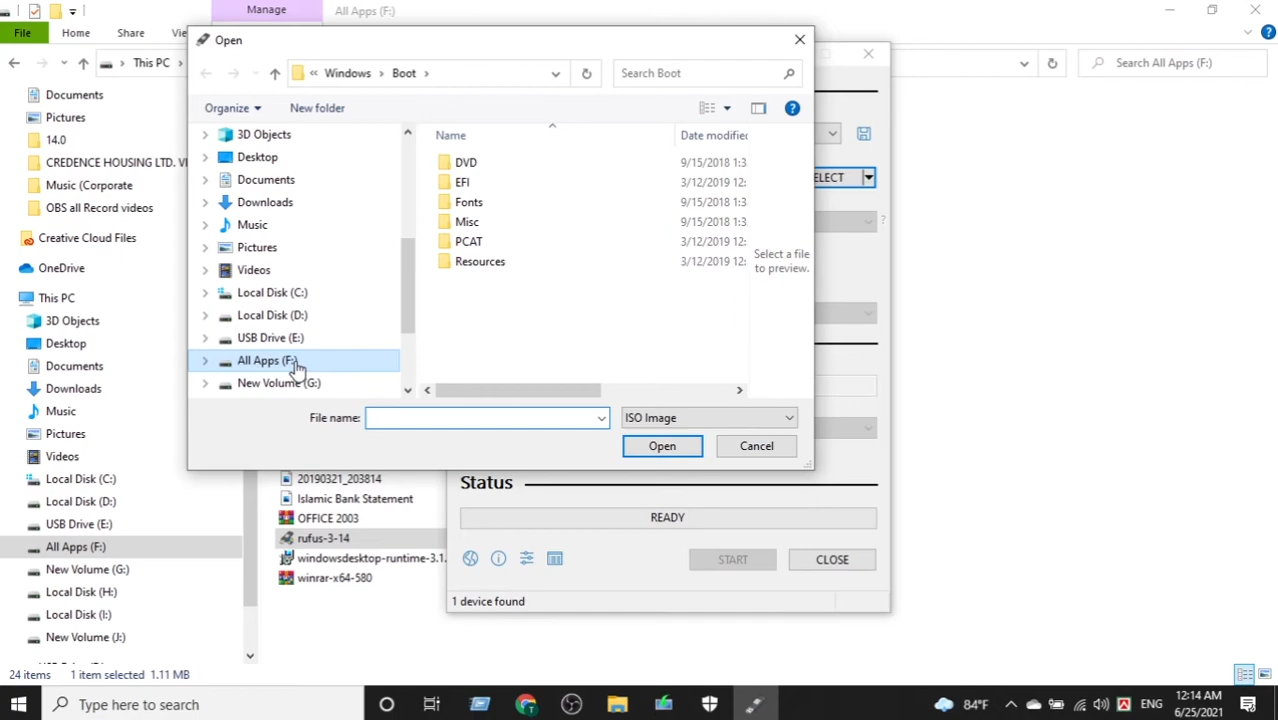 Manage
All Apps (F:)
File
Home
Share
Vie
This PC
Search All Apps (F:)
Documents
Pictures
14.0
CREDENCE HOUSING LTD. VI
Music (Corporate
OBS all Record videos
Creative Cloud Files
OneDrive
This PC
3D Objects
Desktop
Documents
Downloads
Music
Pictures
Videos
Local Disk (C:)
Local Disk (D:)
USB Drive (E:)
All Apps (F:)
New Volume (G:)
Local Disk (H:)
Local Disk (I:)
New Volume (J:)
24 items
1 item selected 1.11 MB
Open
Windows
Boot
Search Boot
Organize
New folder
3D Objects
Desktop
Documents
Downloads
Music
Pictures
Videos
Local Disk (C:)
Local Disk (D:)
USB Drive (E:)
All Apps (F:)
New Volume (G:)
Name
Date modified
DVD
9/15/2018 1:3
EFI
3/12/2019 12:
Fonts
9/15/2018 1:3
Misc
9/15/2018 1:3
PCAT
3/12/2019 12:
Resources
3/12/2019 12:
Select a file
to preview.
File name:
ISO Image
Open
Cancel
ELECT
?
20190321_203814
Islamic Bank Statement
OFFICE 2003
rufus-3-14
windowsdesktop-runtime-3.1.
winrar-x64-580
Status
READY
START
CLOSE
1 device found
Type here to search
84°F
ENG
12:14 AM
6/25/2021